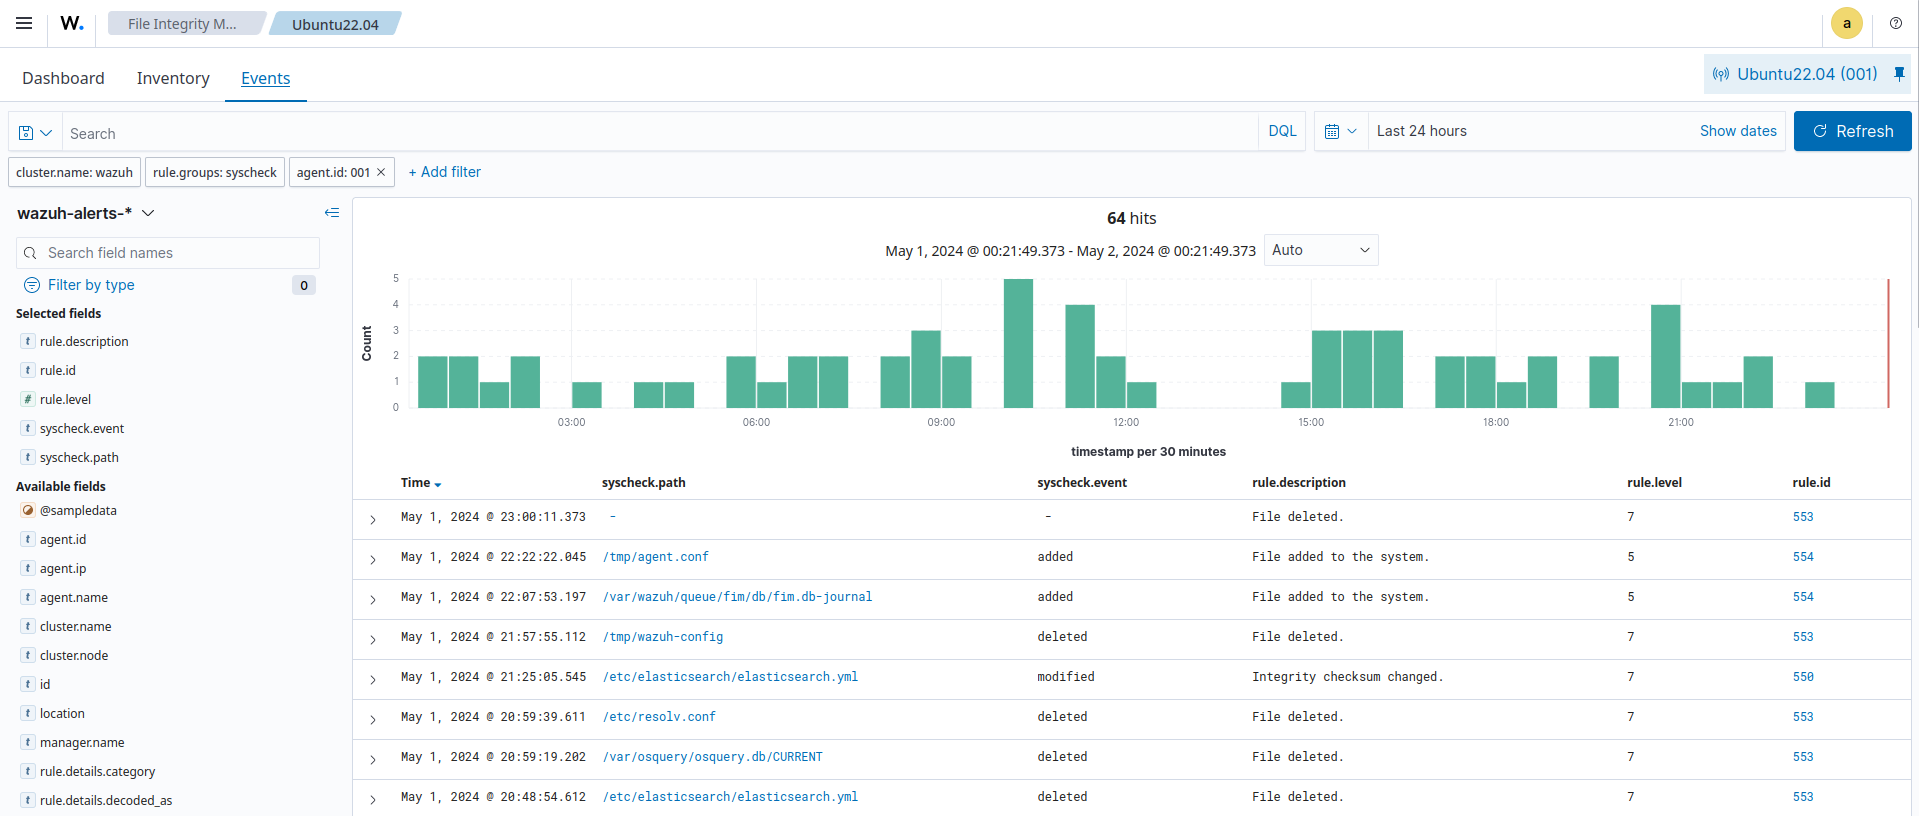 W.
File Integrity M...
Ubuntu22.04
a
Dashboard
Inventory
Events
Ubuntu22.04 (001)
Search
DQL
Last 24 hours
Show dates
Refresh
cluster.name: wazuh
rule.groups: syscheck
agent.id: 001 ×
+ Add filter
wazuh-alerts-*
Search field names
Filter by type
0
Selected fields
t rule.description
t rule.id
# rule.level
t syscheck.event
t syscheck.path
Available fields
@sampledata
t agent.id
t agent.ip
t agent.name
t cluster.name
t cluster.node
t id
t location
t manager.name
t rule.details.category
t rule.details.decoded_as
64 hits
May 1, 2024 @ 00:21:49.373 - May 2, 2024 @ 00:21:49.373
Auto
Count
5
4
3
2
1
0
03:00 06:00 09:00 12:00 15:00 18:00 21:00
timestamp per 30 minutes
Time syscheck.path syscheck.event rule.description rule.level rule.id
May 1, 2024 @ 23:00:11.373 - - File deleted. 7 553
May 1, 2024 @ 22:22:22.045 /tmp/agent.conf added File added to the system. 5 554
May 1, 2024 @ 22:07:53.197 /var/wazuh/queue/fim/db/fim.db-journal added File added to the system. 5 554
May 1, 2024 @ 21:57:55.112 /tmp/wazuh-config deleted File deleted. 7 553
May 1, 2024 @ 21:25:05.545 /etc/elasticsearch/elasticsearch.yml modified Integrity checksum changed. 7 550
May 1, 2024 @ 20:59:39.611 /etc/resolv.conf deleted File deleted. 7 553
May 1, 2024 @ 20:59:19.202 /var/osquery/osquery.db/CURRENT deleted File deleted. 7 553
May 1, 2024 @ 20:48:54.612 /etc/elasticsearch/elasticsearch.yml deleted File deleted. 7 553